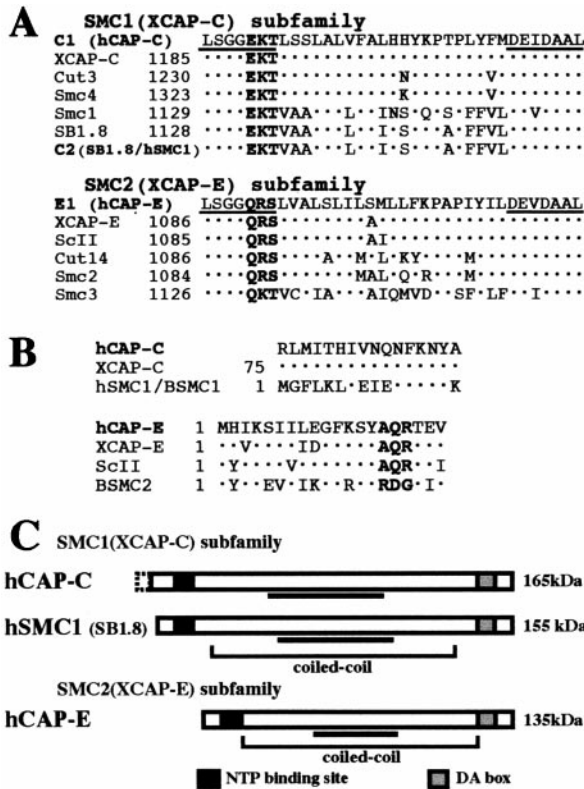 A
SMC1(XCAP-C) subfamily
C1 (hCAP-C) LSGGEKTLSSLALVFALHHYKPTPLYFMDEIDAAL
XCAP-C 1185 ····EKT····························
Cut3 1230 ····EKT···········N·······V········
Smc4 1323 ····EKT···········K·······V········
Smc1 1129 ····EKTVAA···L··INS·Q·S·FFVL··V····
SB1.8 1128 ····EKTVAA···L··I·S···A·FFVL·······
C2(SB1.8/hSMC1) ····EKTVAA···L··I·S···A·FFVL·······
SMC2(XCAP-E) subfamily
E1 (hCAP-E) LSGGQRSLVALSLILSMLLFKPAPIYILDEVDAAL
XCAP-E 1086 ····QRS········A···················
ScII 1085 ····QRS········AI··················
Cut14 1086 ····QRS····A··M·L·KY····M··········
Smc2 1084 ····QRS·······MAL·Q·R···M··········
Smc3 1126 ····QKTVC·IA···AIQMVD··SF·LF··I····
B
hCAP-C RLMITHIVNQNFKNYA
XCAP-C 75 ················
hSMC1/BSMC1 1 MGFLKL·EIE·····K
hCAP-E 1 MHIKSIILEGFKSYAQRTEV
XCAP-E 1 ··V····ID·····AQR···
ScII 1 ·Y····V·······AQR··I
BSMC2 1 ·Y··EV·IK··R··RDG·I·
C
SMC1(XCAP-C) subfamily
hCAP-C 165kDa
hSMC1 (SB1.8) 155 kDa
coiled-coil
SMC2(XCAP-E) subfamily
hCAP-E 135kDa
coiled-coil
NTP binding site DA box